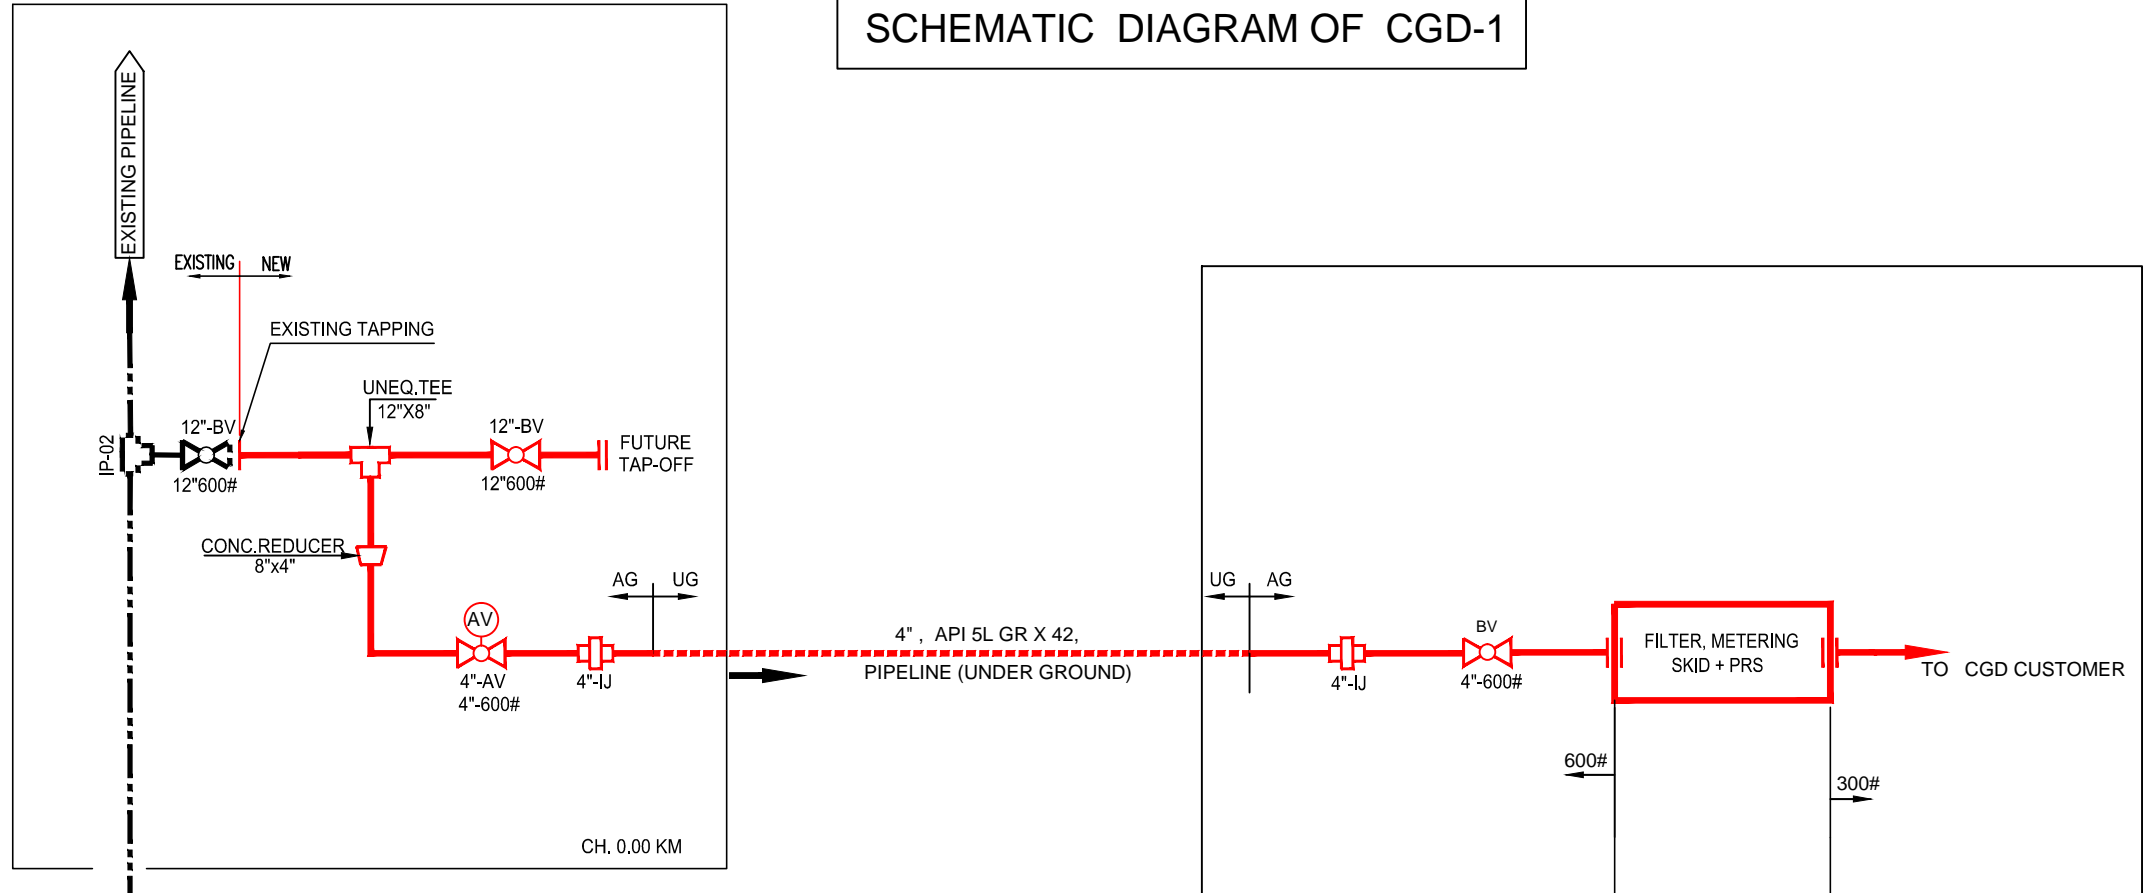 SCHEMATIC DIAGRAM OF CGD-1
EXISTING PIPELINE
EXISTING NEW
EXISTING TAPPING
UNEQ.TEE
12"X8"
12"-BV
12"600#
IP-02
12"-BV
12"600#
FUTURE
TAP-OFF
CONC.REDUCER
8"x4"
AV
4"-AV
4"-600#
4"-IJ
AG UG
4" , API 5L GR X 42,
PIPELINE (UNDER GROUND)
CH. 0.00 KM
UG AG
4"-IJ
BV
4"-600#
FILTER, METERING
SKID + PRS
TO CGD CUSTOMER
600#
300#